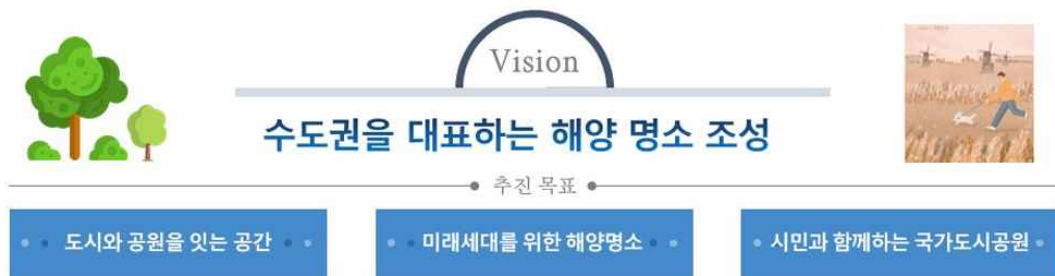 Vision
수도권을 대표하는 해양 명소 조성
추진 목표
도시와 공원을 잇는 공간
미래세대를 위한 해양명소
시민과 함께하는 국가도시공원